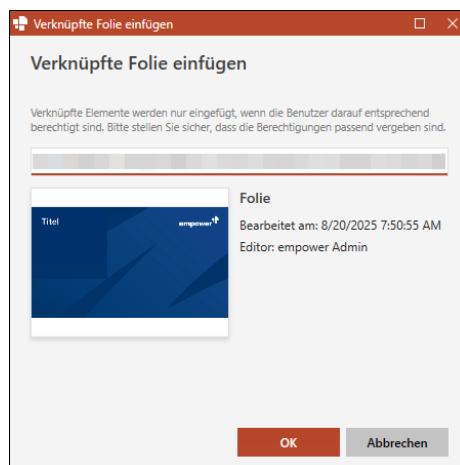 Verknüpfte Folie einfügen
Verknüpfte Folie einfügen
Verknüpfte Elemente werden nur eingefügt, wenn die Benutzer darauf entsprechend
berechtigt sind. Bitte stellen Sie sicher, dass die Berechtigungen passend vergeben sind.
Titel
empower
Folie
Bearbeitet am: 8/20/2025 7:50:55 AM
Editor: empower Admin
OK
Abbrechen